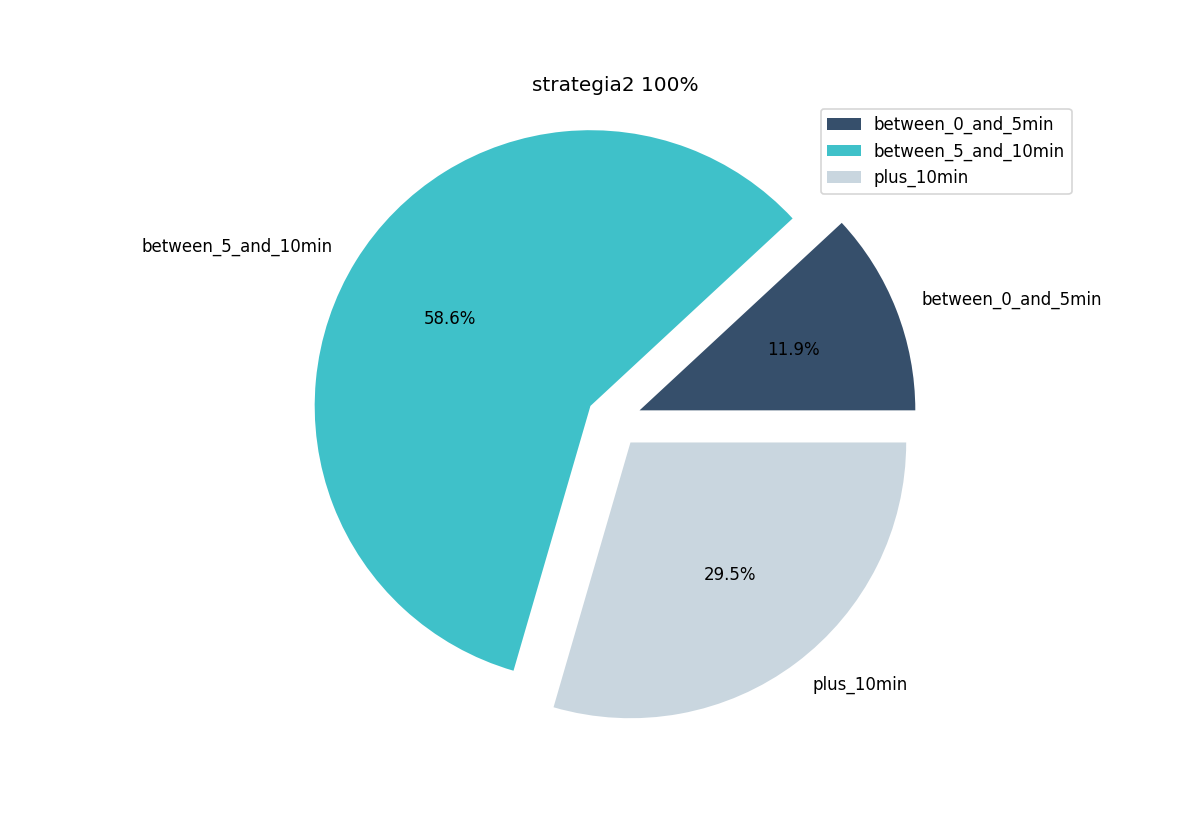 strategia2 100%
between_0_and_5min
between_5_and_10min
plus_10min
between_5_and_10min
between_0_and_5min
58.6%
11.9%
29.5%
plus_10min